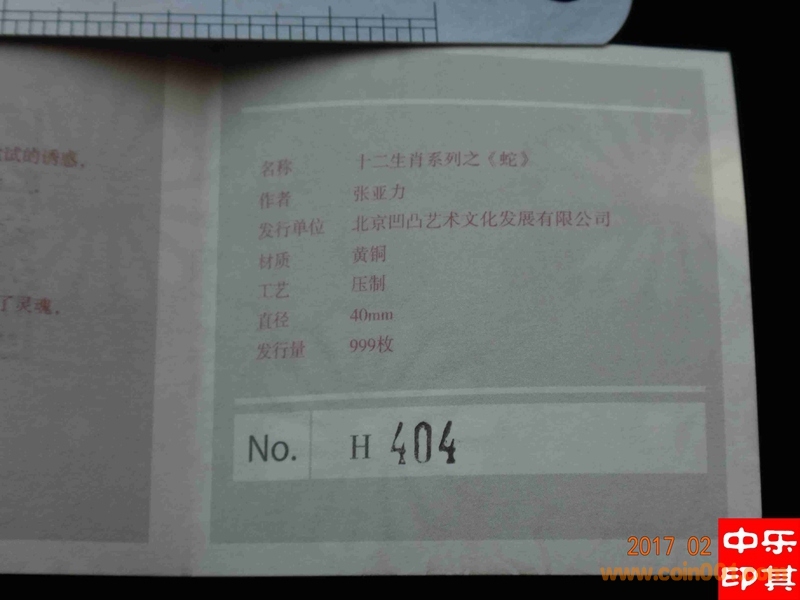 试的诱惑。
了灵魂。
名称 十二生肖系列之《蛇》
作者 张亚力
发行单位 北京凹凸艺术文化发展有限公司
材质 黄铜
工艺 压制
直径 40mm
发行量 999枚
No. H 404
2017 02
中乐
印其
www.coin001.com